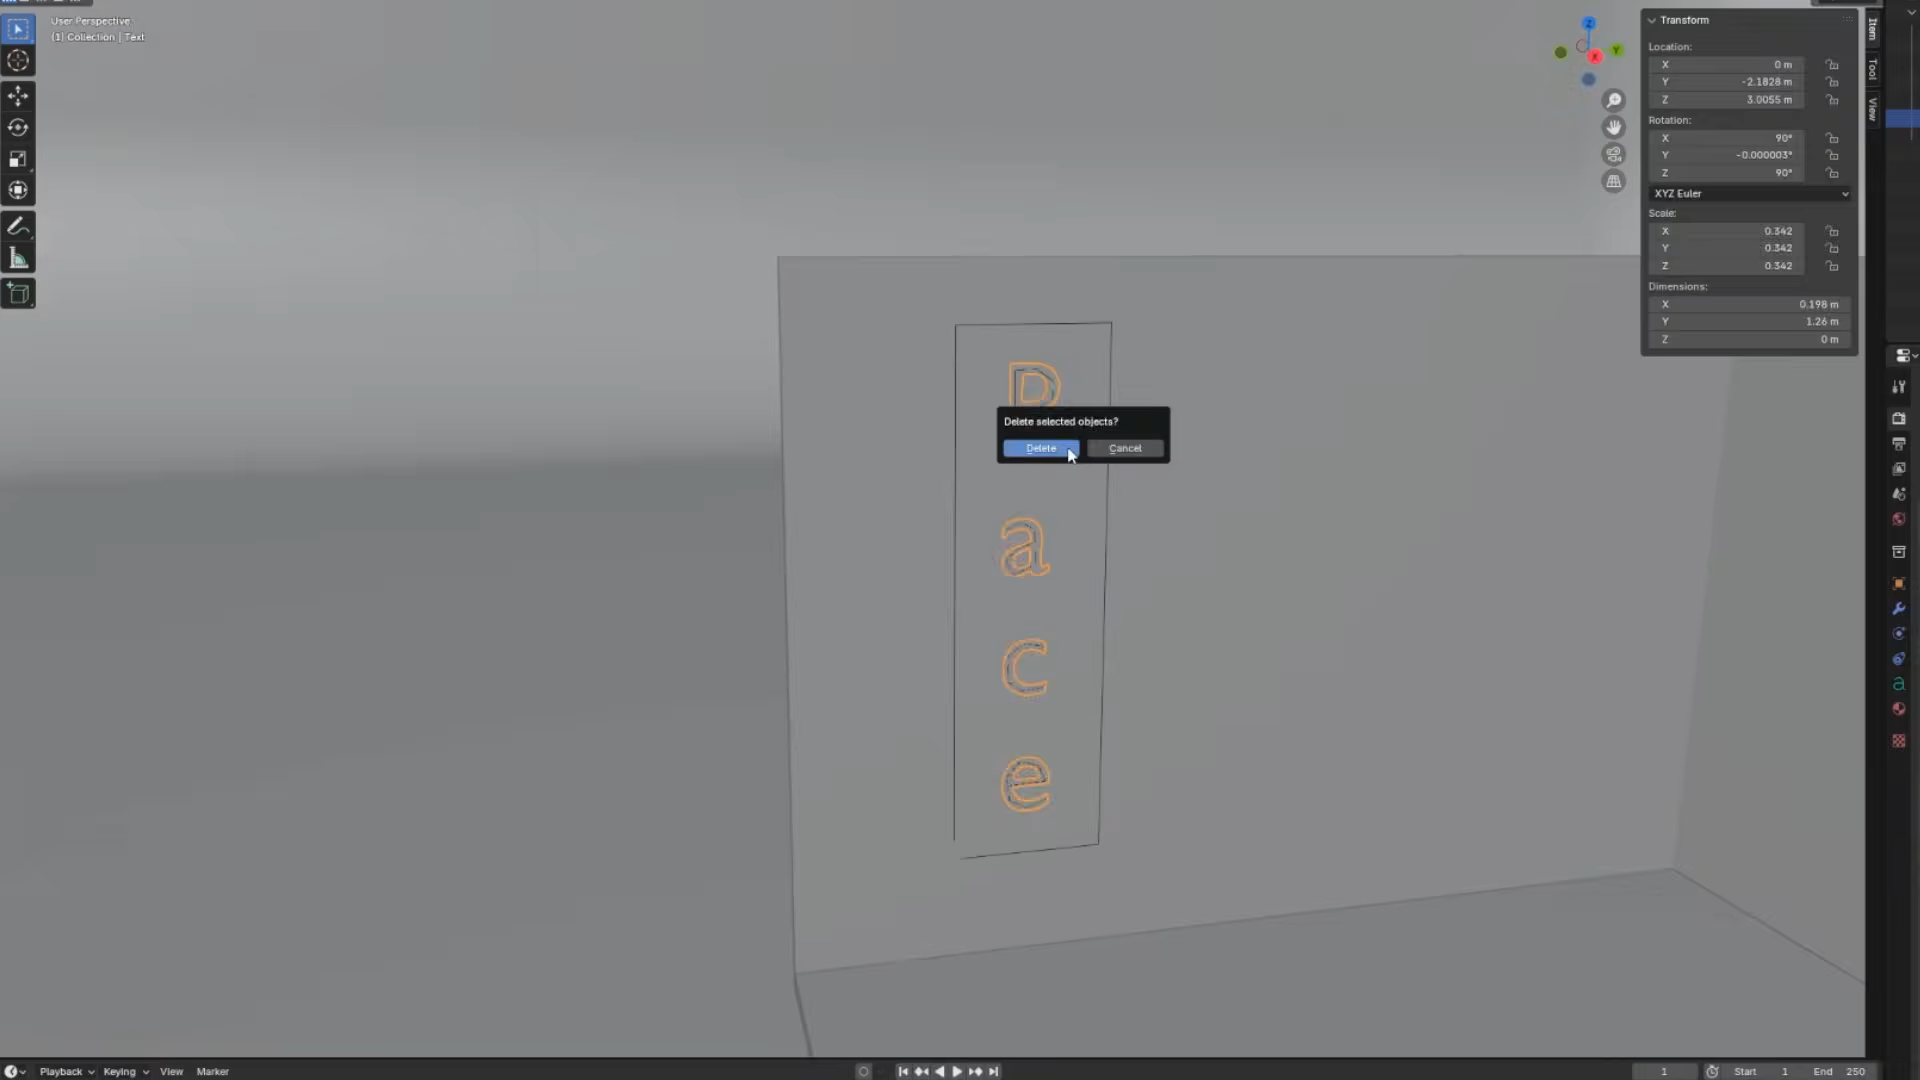 User Perspective
(1) Collection | Text
Transform
Location:
X 0 m
Y -2.1828 m
Z 3.0055 m
Rotation:
X 90°
Y -0.000003°
Z 90°
XYZ Euler
Scale:
X 0.342
Y 0.342
Z 0.342
Dimensions:
X 0.198 m
Y 1.26 m
Z 0 m
Item
Tool
View
Z
Y
X
Delete selected objects?
Delete Cancel
a
c
e
Playback Keying View Marker
1 Start 1 End 250